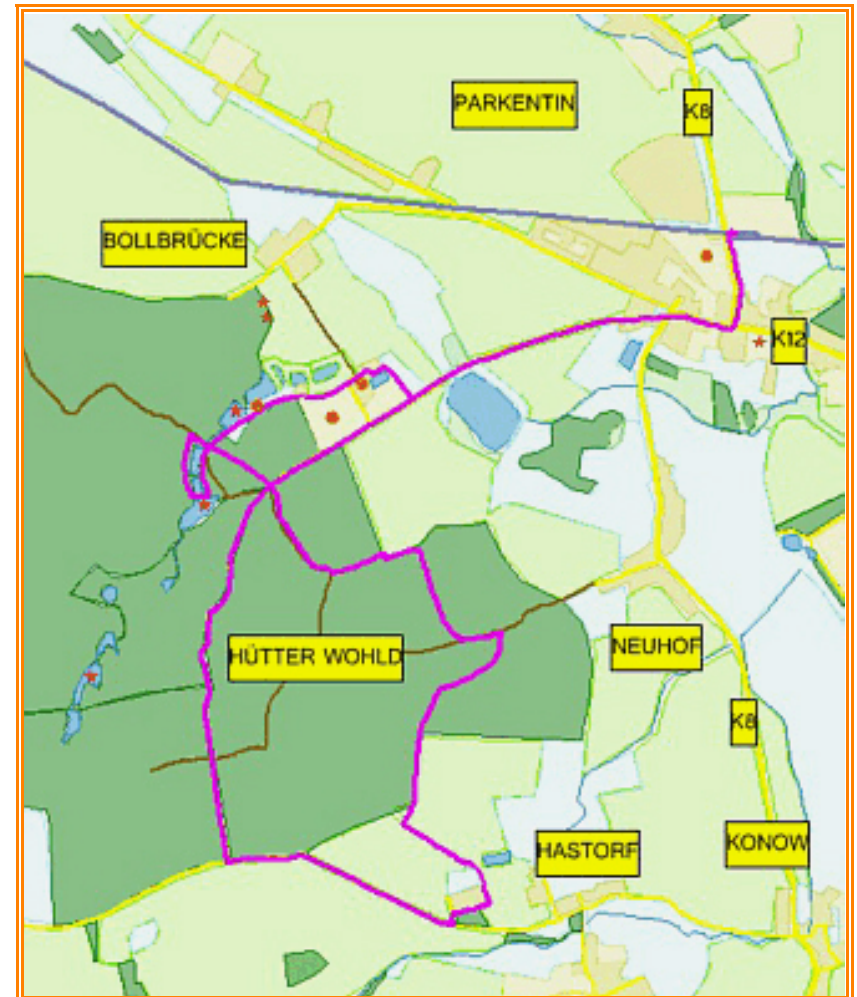 PARKENTIN
K8
BOLLBRÜCKE
K12
HÜTTER WOHLD
NEUHOF
K8
HASTORF
KONOW